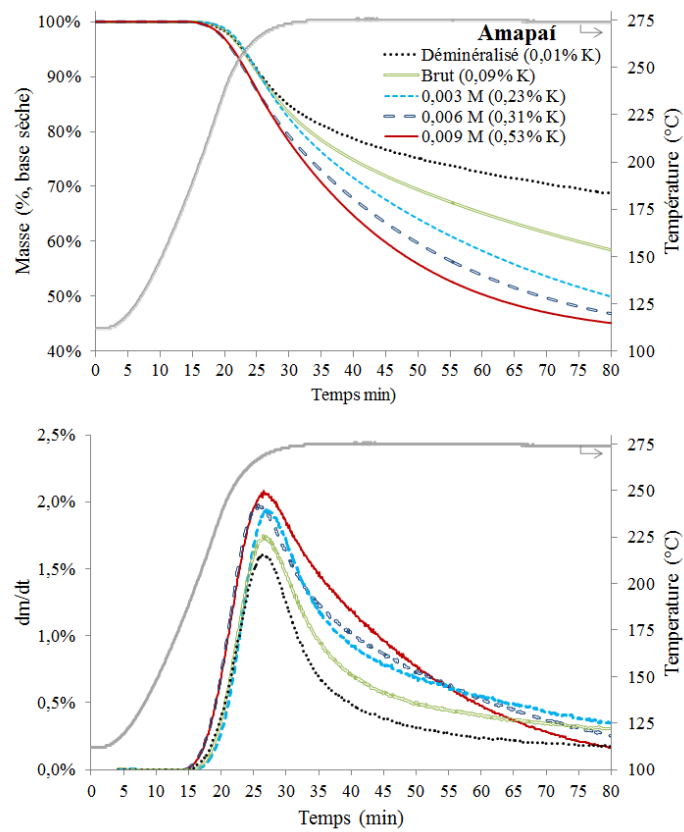 Amapaí
Déminéralisé (0,01% K)
Brut (0,09% K)
0,003 M (0,23% K)
0,006 M (0,31% K)
0,009 M (0,53% K)
Masse (%, base sèche)
100%
90%
80%
70%
60%
50%
40%
275
250
225
200
175
150
125
100
Température (°C)
0 5 10 15 20 25 30 35 40 45 50 55 60 65 70 75 80
Temps min)
dm/dt
2,5%
2,0%
1,5%
1,0%
0,5%
0,0%
275
250
225
200
175
150
125
100
Temperature (°C)
0 5 10 15 20 25 30 35 40 45 50 55 60 65 70 75 80
Temps (min)